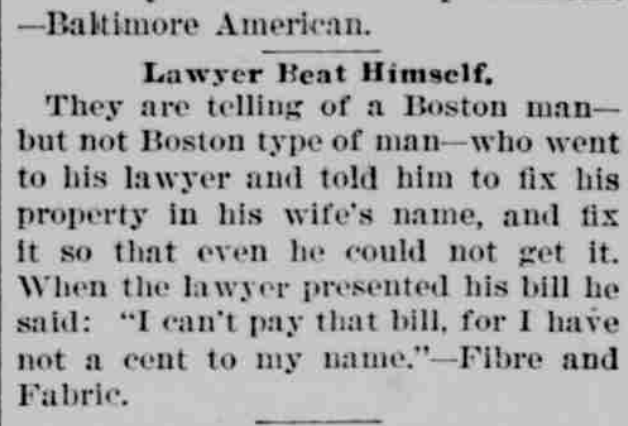 —Baltimore American.
Lawyer Beat Himself.
They are telling of a Boston man—
but not Boston type of man—who went
to his lawyer and told him to fix his
property in his wife's name, and fix
it so that even he could not get it.
When the lawyer presented his bill he
said: "I can't pay that bill, for I have
not a cent to my name."—Fibre and
Fabric.